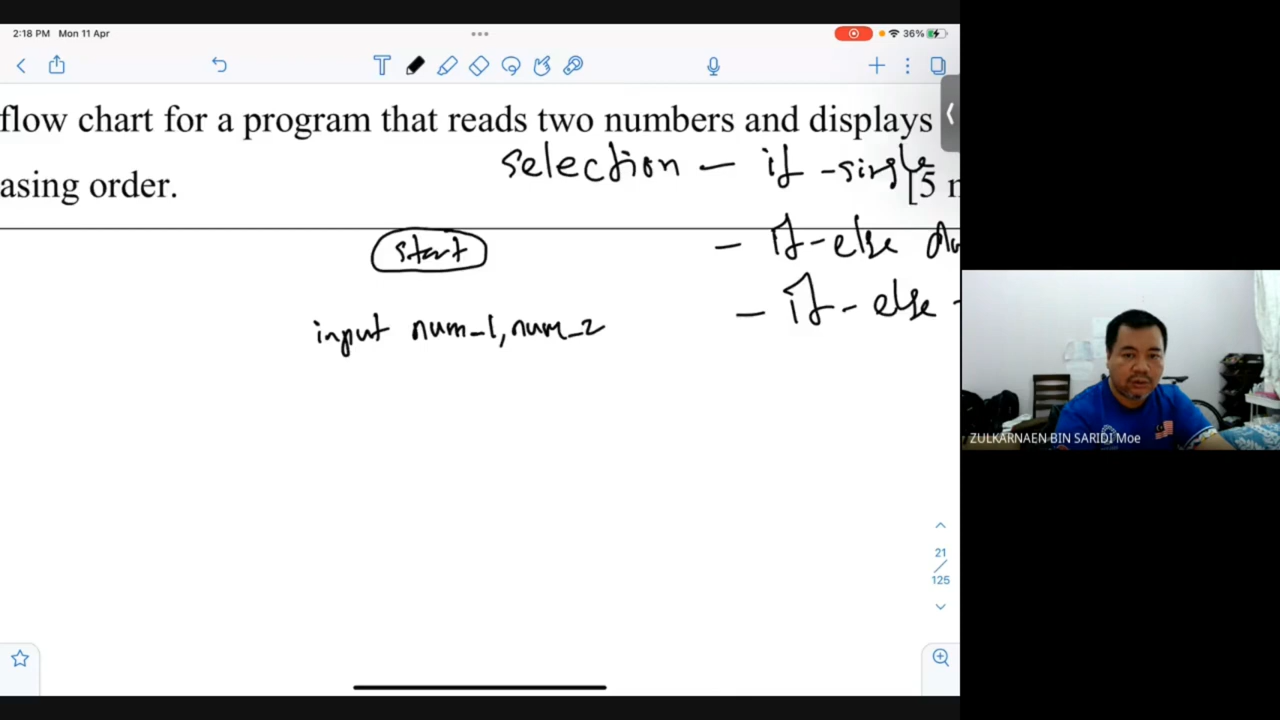 2:18 PM Mon 11 Apr
36%
flow chart for a program that reads two numbers and displays
asing order.
selection - if -single
[5
start
- if-else
- if- else
input num_1, num_2
ZULKARNAEN BIN SARIDI Moe
21
125